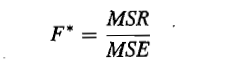 F* = MSR / MSE